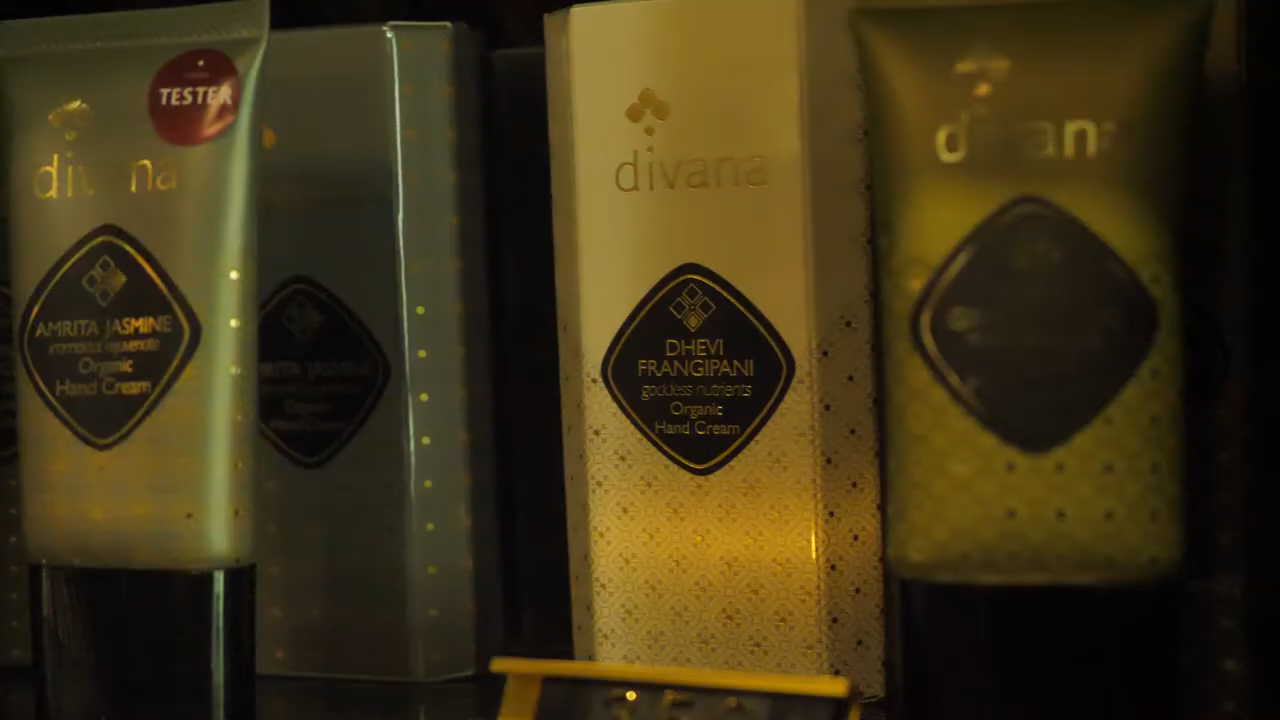 TESTER
divana
AMRITA JASMINE
Organic
Hand Cream
divana
DHEVI
FRANGIPANI
goddess nutrients
Organic
Hand Cream
divana